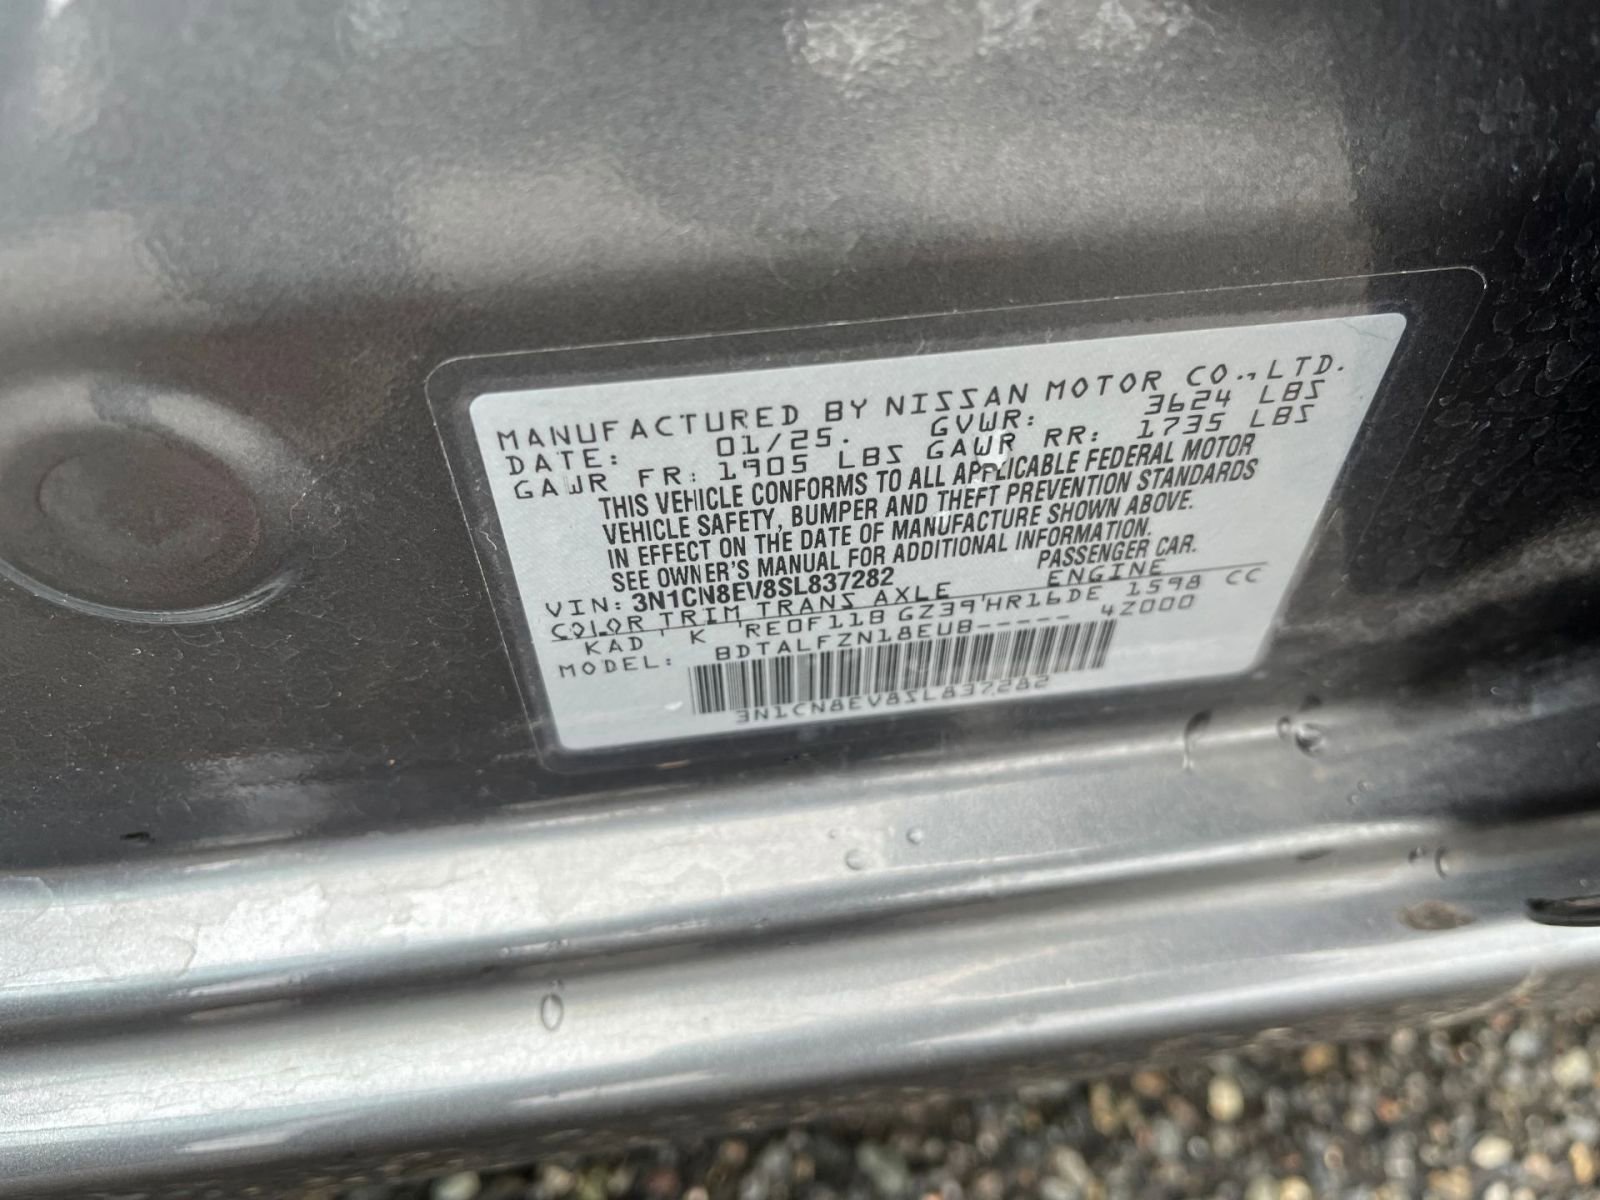 MANUFACTURED BY NISSAN MOTOR CO., LTD.
DATE: 01/25. GVWR: 3624 LBS
GAWR FR: 1905 LBS GAWR RR: 1735 LBS
THIS VEHICLE CONFORMS TO ALL APPLICABLE FEDERAL MOTOR
VEHICLE SAFETY, BUMPER AND THEFT PREVENTION STANDARDS
IN EFFECT ON THE DATE OF MANUFACTURE SHOWN ABOVE.
SEE OWNER'S MANUAL FOR ADDITIONAL INFORMATION.
VIN: 3N1CN8EV8SL837282 PASSENGER CAR.
COLOR TRIM TRANS AXLE ENGINE
KAD K RE0F11B GZ39 HR16DE 1598 CC
MODEL: BDTALFZN18EUB----- 4Z000
3N1CN8EV8SL837282